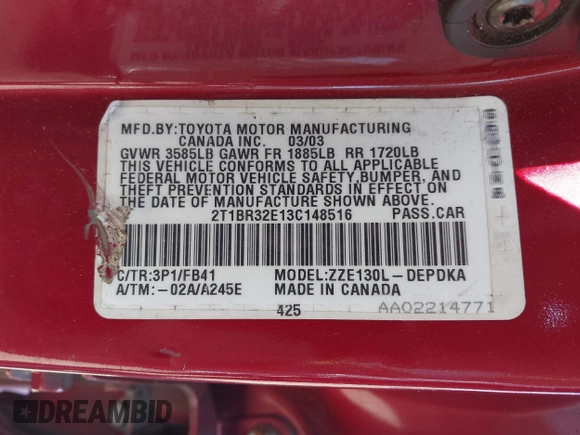 MFD.BY:TOYOTA MOTOR MANUFACTURING
CANADA INC. 03/03
GVWR 3585LB GAWR FR 1885LB RR 1720LB
THIS VEHICLE CONFORMS TO ALL APPLICABLE
FEDERAL MOTOR VEHICLE SAFETY,BUMPER, AND
THEFT PREVENTION STANDARDS IN EFFECT ON
THE DATE OF MANUFACTURE SHOWN ABOVE.
2T1BR32E13C148516 PASS.CAR
C/TR:3P1/FB41 MODEL:ZZE130L-DEPDKA
A/TM:-02A/A245E MADE IN CANADA
425 AA02214771
DREAMBID